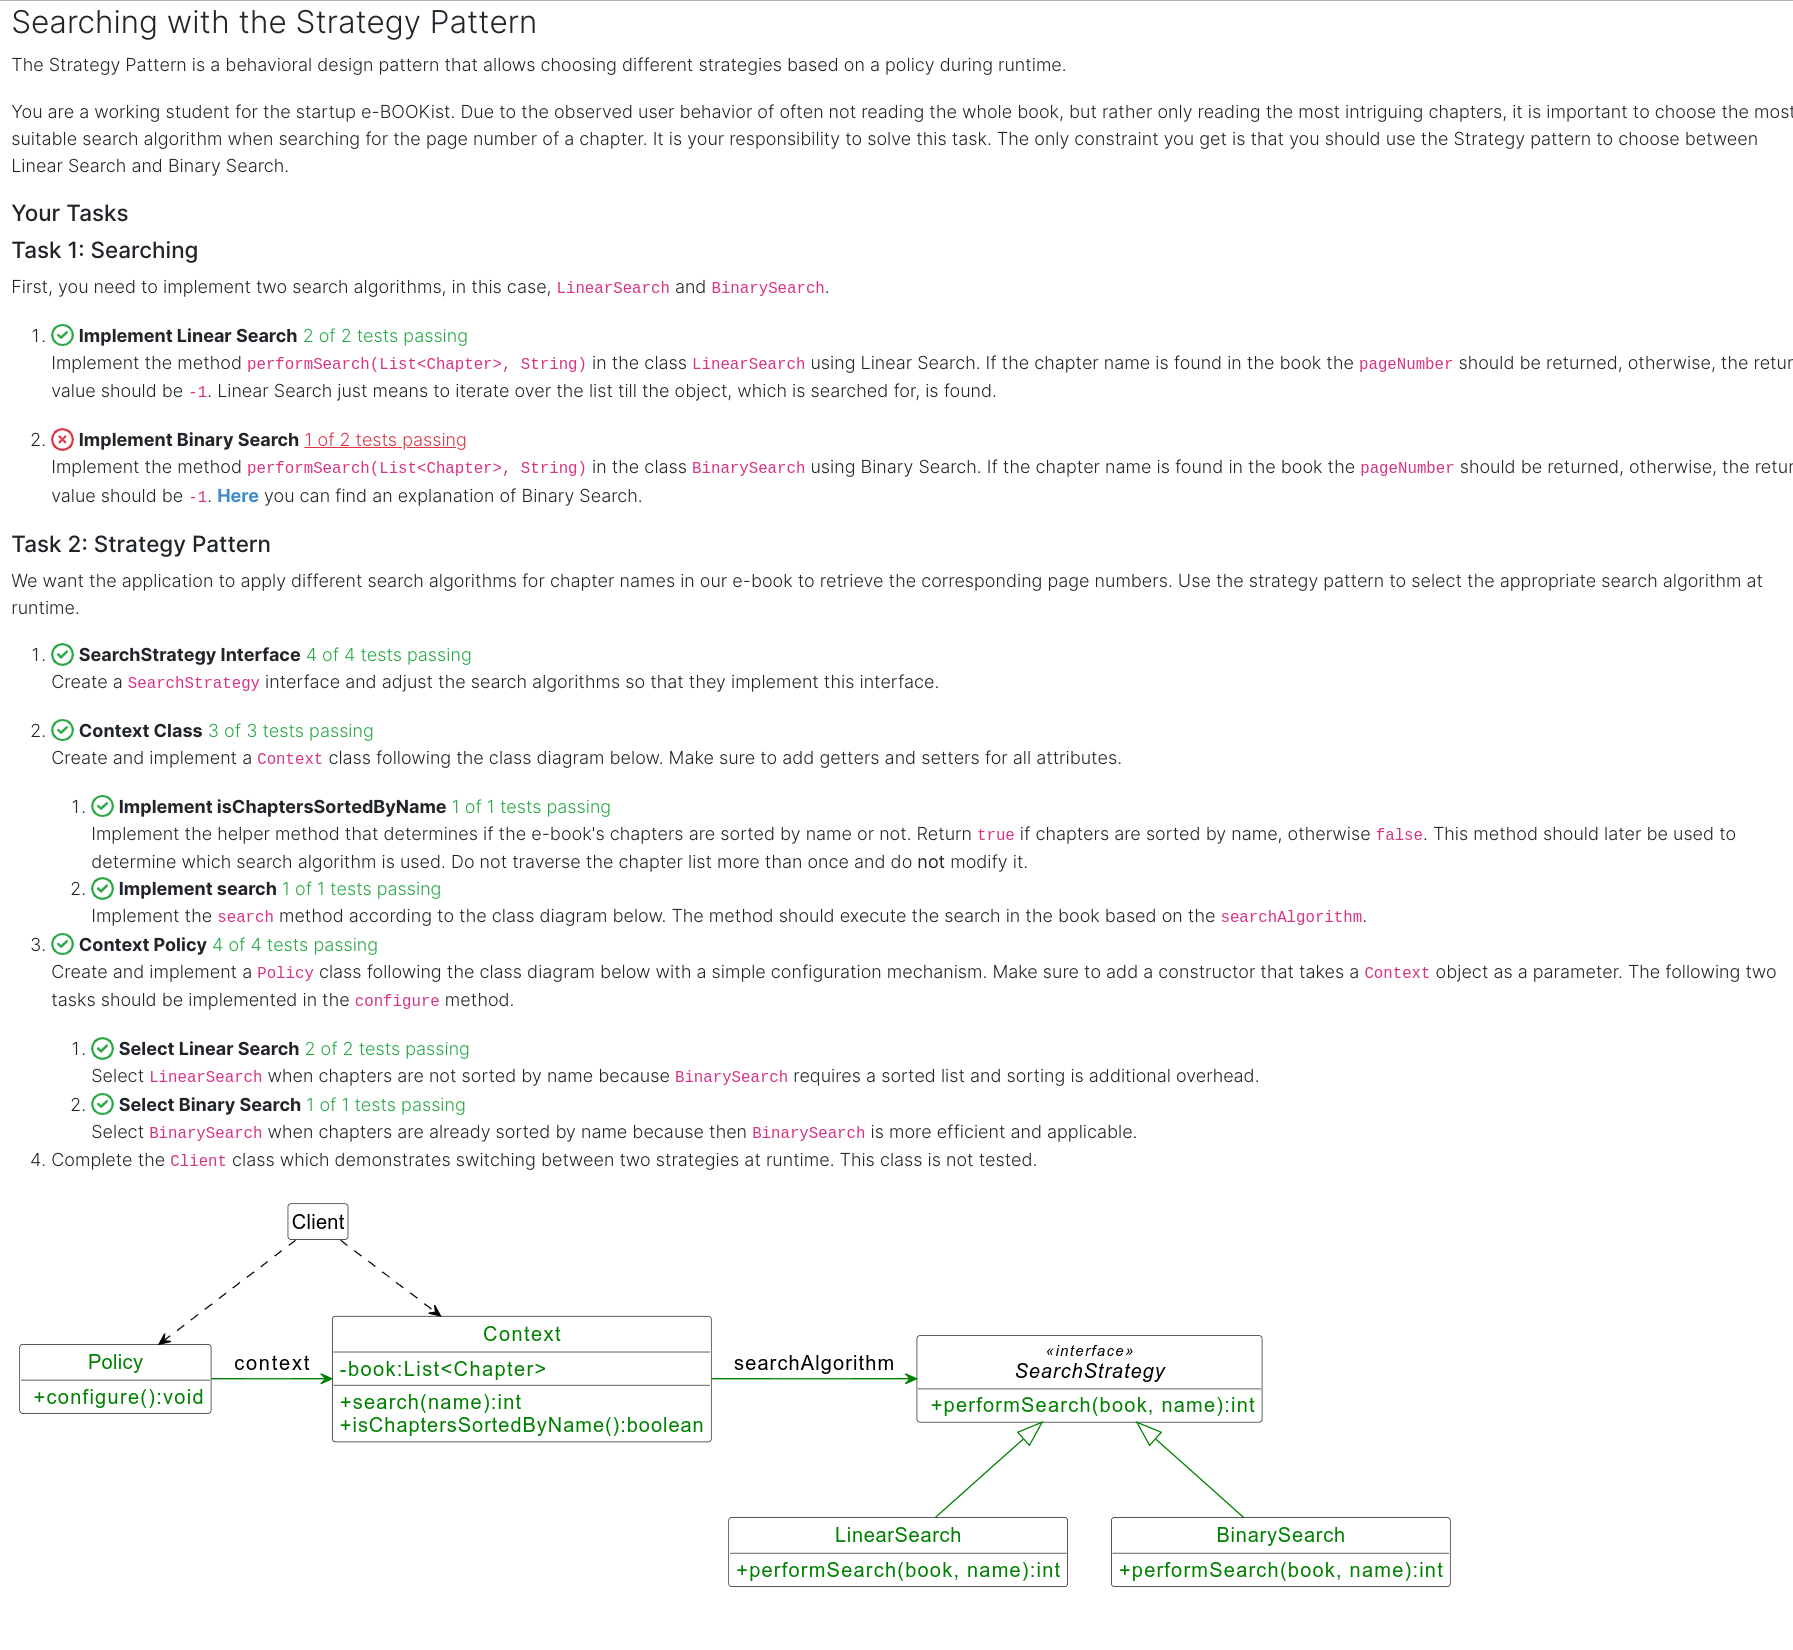 Searching with the Strategy Pattern
The Strategy Pattern is a behavioral design pattern that allows choosing different strategies based on a policy during runtime.
You are a working student for the startup e-BOOKist. Due to the observed user behavior of often not reading the whole book, but rather only reading the most intriguing chapters, it is important to choose the most
suitable search algorithm when searching for the page number of a chapter. It is your responsibility to solve this task. The only constraint you get is that you should use the Strategy pattern to choose between
Linear Search and Binary Search.
Your Tasks
Task 1: Searching
First, you need to implement two search algorithms, in this case, LinearSearch and BinarySearch.
1. Implement Linear Search 2 of 2 tests passing
Implement the method performSearch(List<Chapter>, String) in the class LinearSearch using Linear Search. If the chapter name is found in the book the pageNumber should be returned, otherwise, the retur
value should be -1. Linear Search just means to iterate over the list till the object, which is searched for, is found.
2. Implement Binary Search 1 of 2 tests passing
Implement the method performSearch(List<Chapter>, String) in the class BinarySearch using Binary Search. If the chapter name is found in the book the pageNumber should be returned, otherwise, the retur
value should be -1. Here you can find an explanation of Binary Search.
Task 2: Strategy Pattern
We want the application to apply different search algorithms for chapter names in our e-book to retrieve the corresponding page numbers. Use the strategy pattern to select the appropriate search algorithm at
runtime.
1. SearchStrategy Interface 4 of 4 tests passing
Create a SearchStrategy interface and adjust the search algorithms so that they implement this interface.
2. Context Class 3 of 3 tests passing
Create and implement a Context class following the class diagram below. Make sure to add getters and setters for all attributes.
1. Implement isChaptersSortedByName 1 of 1 tests passing
Implement the helper method that determines if the e-book's chapters are sorted by name or not. Return true if chapters are sorted by name, otherwise false. This method should later be used to
determine which search algorithm is used. Do not traverse the chapter list more than once and do not modify it.
2. Implement search 1 of 1 tests passing
Implement the search method according to the class diagram below. The method should execute the search in the book based on the searchAlgorithm.
3. Context Policy 4 of 4 tests passing
Create and implement a Policy class following the class diagram below with a simple configuration mechanism. Make sure to add a constructor that takes a Context object as a parameter. The following two
tasks should be implemented in the configure method.
1. Select Linear Search 2 of 2 tests passing
Select LinearSearch when chapters are not sorted by name because BinarySearch requires a sorted list and sorting is additional overhead.
2. Select Binary Search 1 of 1 tests passing
Select BinarySearch when chapters are already sorted by name because then BinarySearch is more efficient and applicable.
4. Complete the Client class which demonstrates switching between two strategies at runtime. This class is not tested.
Client
Policy
+configure():void
context
Context
-book:List<Chapter>
+search(name):int
+isChaptersSortedByName():boolean
searchAlgorithm
«interface»
SearchStrategy
+performSearch(book, name):int
LinearSearch
+performSearch(book, name):int
BinarySearch
+performSearch(book, name):int